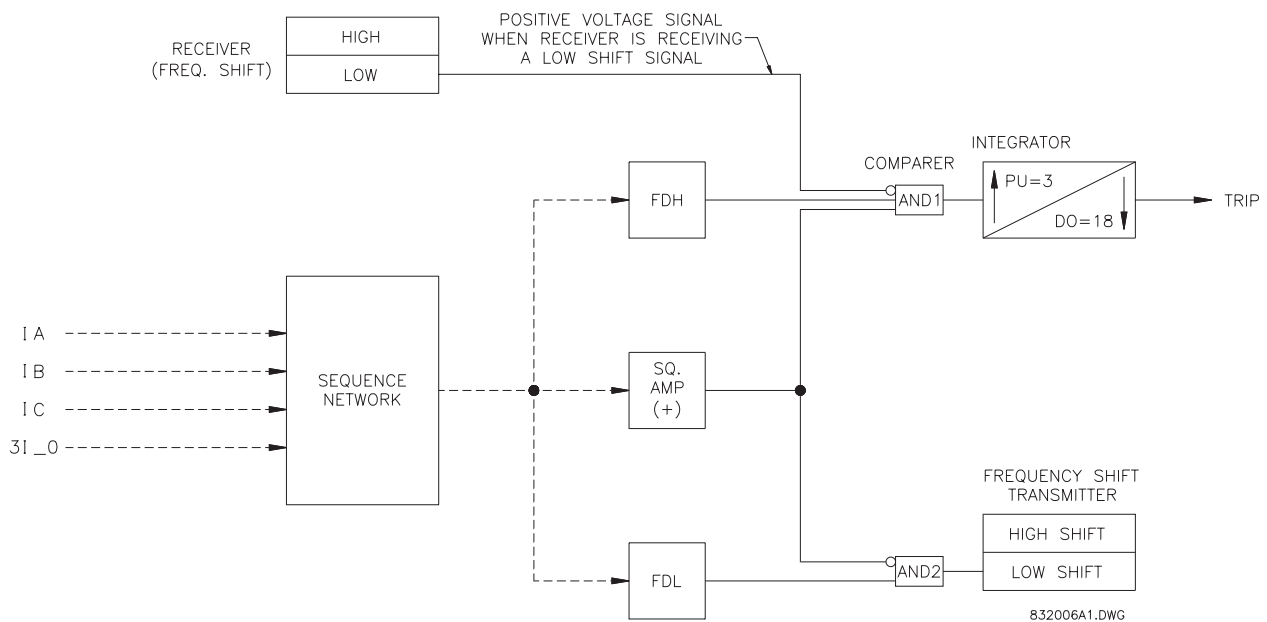 RECEIVER
(FREQ. SHIFT)
HIGH
LOW
POSITIVE VOLTAGE SIGNAL
WHEN RECEIVER IS RECEIVING
A LOW SHIFT SIGNAL
FDH
COMPARER
AND1
INTEGRATOR
PU=3
DO=18
TRIP
IA
IB
IC
3I_0
SEQUENCE
NETWORK
SQ.
AMP
(+)
FDL
AND2
FREQUENCY SHIFT
TRANSMITTER
HIGH SHIFT
LOW SHIFT
832006A1.DWG